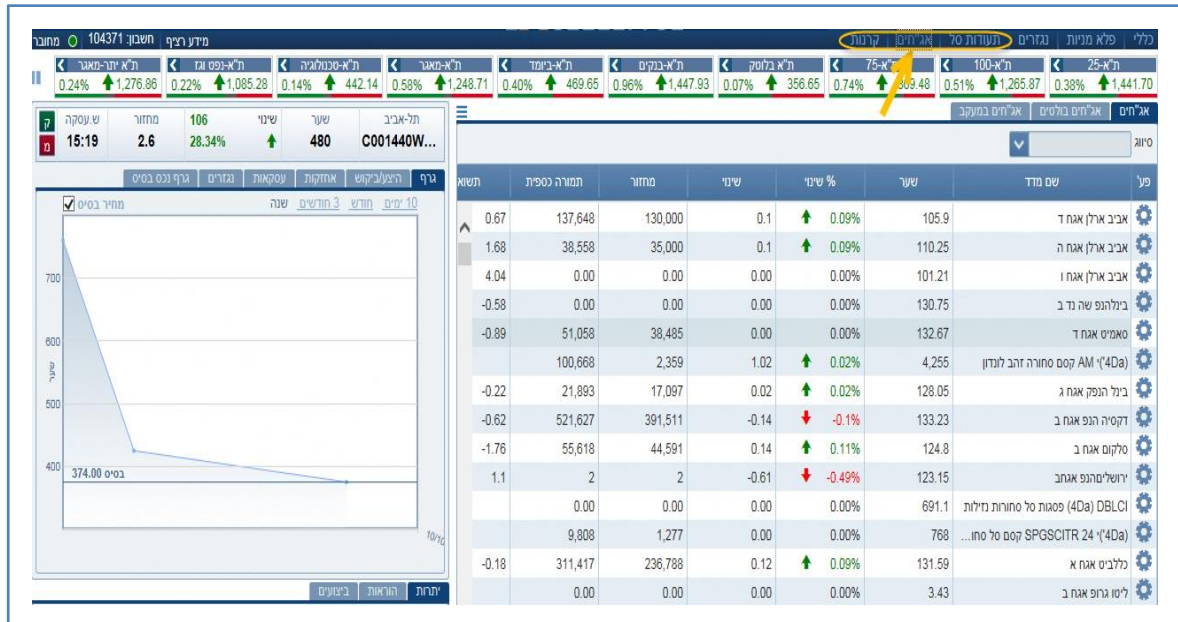 כללי פלא מניות נגזרים תעודות סל אג"חים קרנות מידע רציף חשבון: 104371 מחובר
ת"א-25 ת"א-100 ת"א-75 ת"א בלוסק ת"א-בנקים ת"א-ביומד ת"א-מאגר ת"א-טכנולוגיה ת"א-נפט וגז ת"א יתר-מאגר
1,441.70 0.38% 1,265.87 0.51% 809.48 0.74% 356.65 0.07% 1,447.93 0.96% 469.65 0.40% 1,248.71 0.58% 442.14 0.14% 1,085.28 0.22% 1,276.86 0.24%
אג"חים אג"חים בולטים אג"חים במעקב
סיווג
פע' שם מדד שער % שינוי שינוי מחזור תמורה כספית תשוא
אביב ארלן אגח ד 105.9 0.09% 0.1 130,000 137,648 0.67
אביב ארלן אגח ה 110.25 0.09% 0.1 35,000 38,558 1.68
אביב ארלן אגח ו 101.21 0.00% 0.00 0.00 0.00 4.04
בינלהנפ שה נד ב 130.75 0.00% 0.00 0.00 0.00 -0.58
סאמיט אגח ד 132.67 0.00% 0.00 38,485 51,058 -0.89
(4Da)'י AM קסם סחורה זהב לונדון 4,255 0.02% 1.02 2,359 100,668
בינל הנפק אגח ג 128.05 0.02% 0.02 17,097 21,893 -0.22
דקסיה הנפ אגח ב 133.23 -0.1% -0.14 391,511 521,627 -0.62
סלקום אגח ב 124.8 0.11% 0.14 44,591 55,618 -1.76
ירושליםהנפ אגחב 123.15 -0.49% -0.61 2 2 1.1
DBLCI (4Da) פסגות סל סחורות נזילות 691.1 0.00% 0.00 0.00 0.00
(4Da)'י SPGSCITR 24 קסם סל סחו... 768 0.00% 0.00 1,277 9,808
כללביט אגח א 131.59 0.09% 0.12 236,788 311,417 -0.18
ליטו גרופ אגח ב 3.43 0.00% 0.00 0.00 0.00
תל-אביב שער שינוי 106 מחזור ש.עסקה ק
C001440W... 480 28.34% 2.6 15:19 מ
גרף היצע/ביקוש אחזקות עסקאות נגזרים גרף נכס בסיס
10 ימים חודש 3 חודשים שנה מחיר בסיס
700
600
שער
500
400
בסיס 374.00
10/10
יתרות הוראות ביצועים